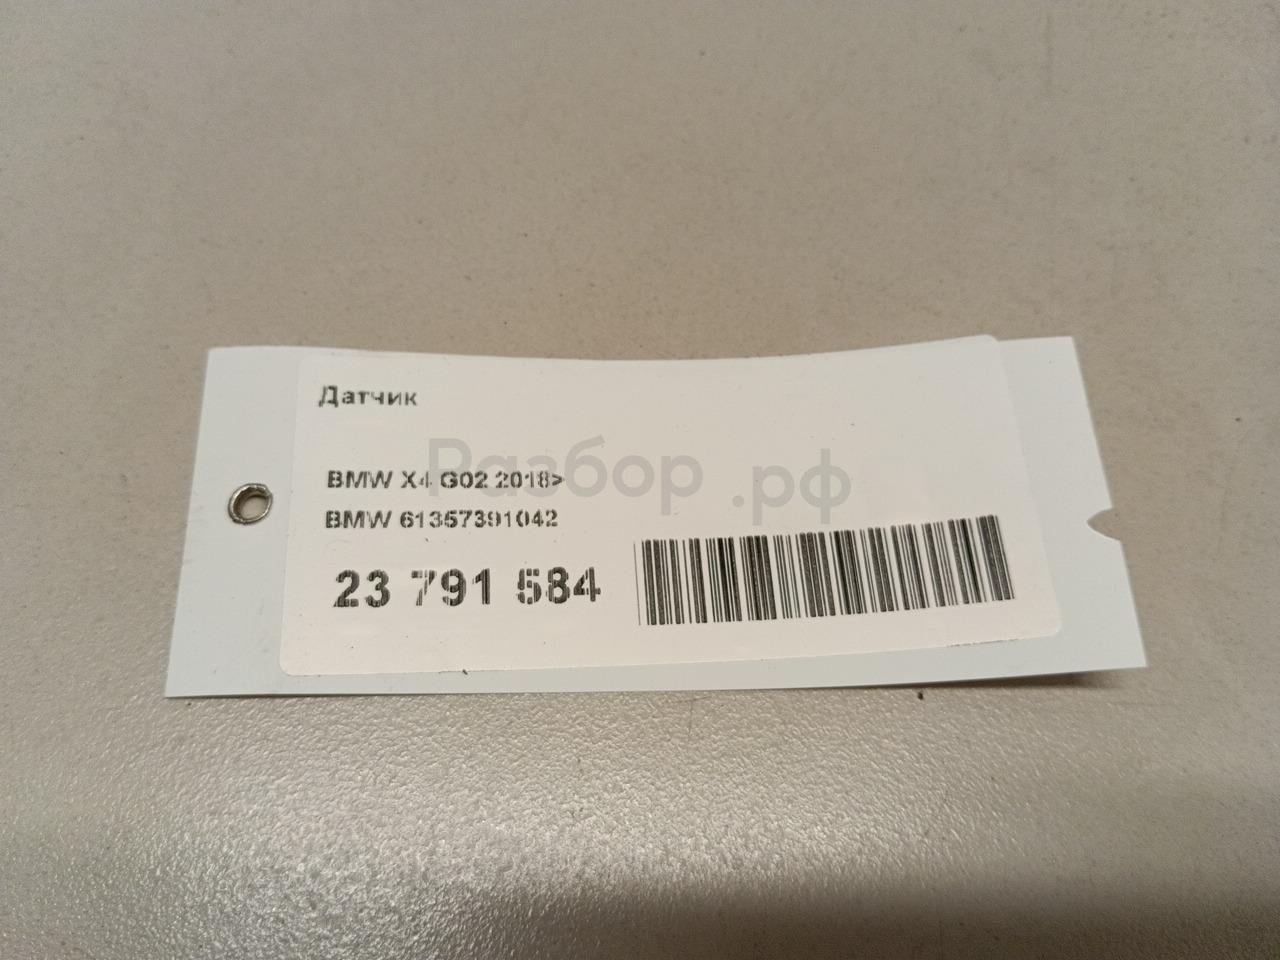 Датчик
Разбор.рф
BMW X4 G02 2018>
BMW 61357391042
23 791 584